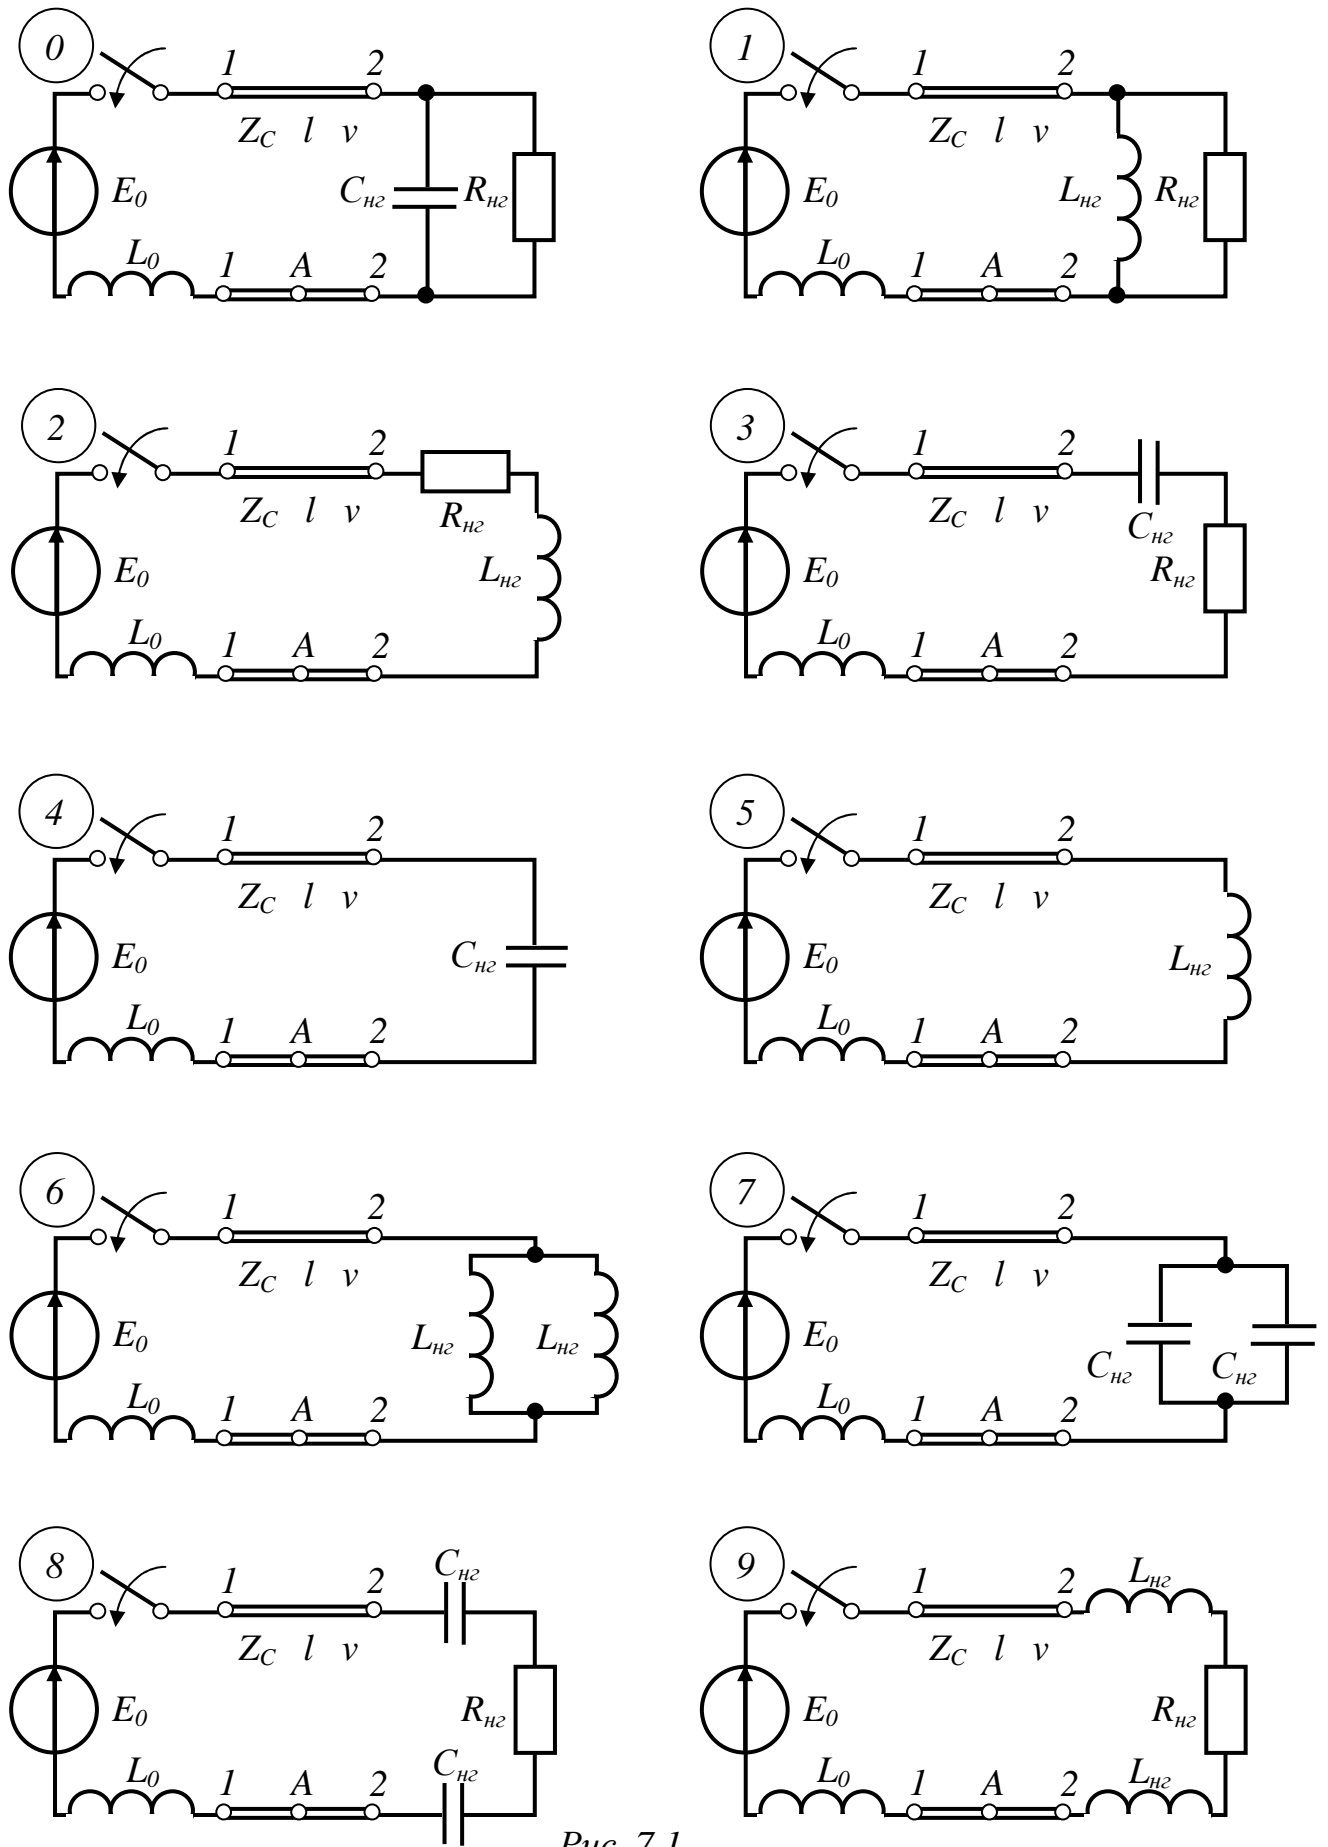 0 1
1 2 1 2
Z_C l v Z_C l v
E_0 C_нг R_нг E_0 L_нг R_нг
L_0 1 A 2 L_0 1 A 2
2 3
1 2 1 2
Z_C l v R_нг Z_C l v C_нг
E_0 L_нг E_0 R_нг
L_0 1 A 2 L_0 1 A 2
4 5
1 2 1 2
Z_C l v Z_C l v
E_0 C_нг E_0 L_нг
L_0 1 A 2 L_0 1 A 2
6 7
1 2 1 2
Z_C l v Z_C l v
E_0 L_нг L_нг E_0 C_нг C_нг
L_0 1 A 2 L_0 1 A 2
8 9
1 2 C_нг 1 2 L_нг
Z_C l v Z_C l v
E_0 R_нг E_0 R_нг
L_0 1 A 2 C_нг L_0 1 A 2 L_нг
Рис. 7.1